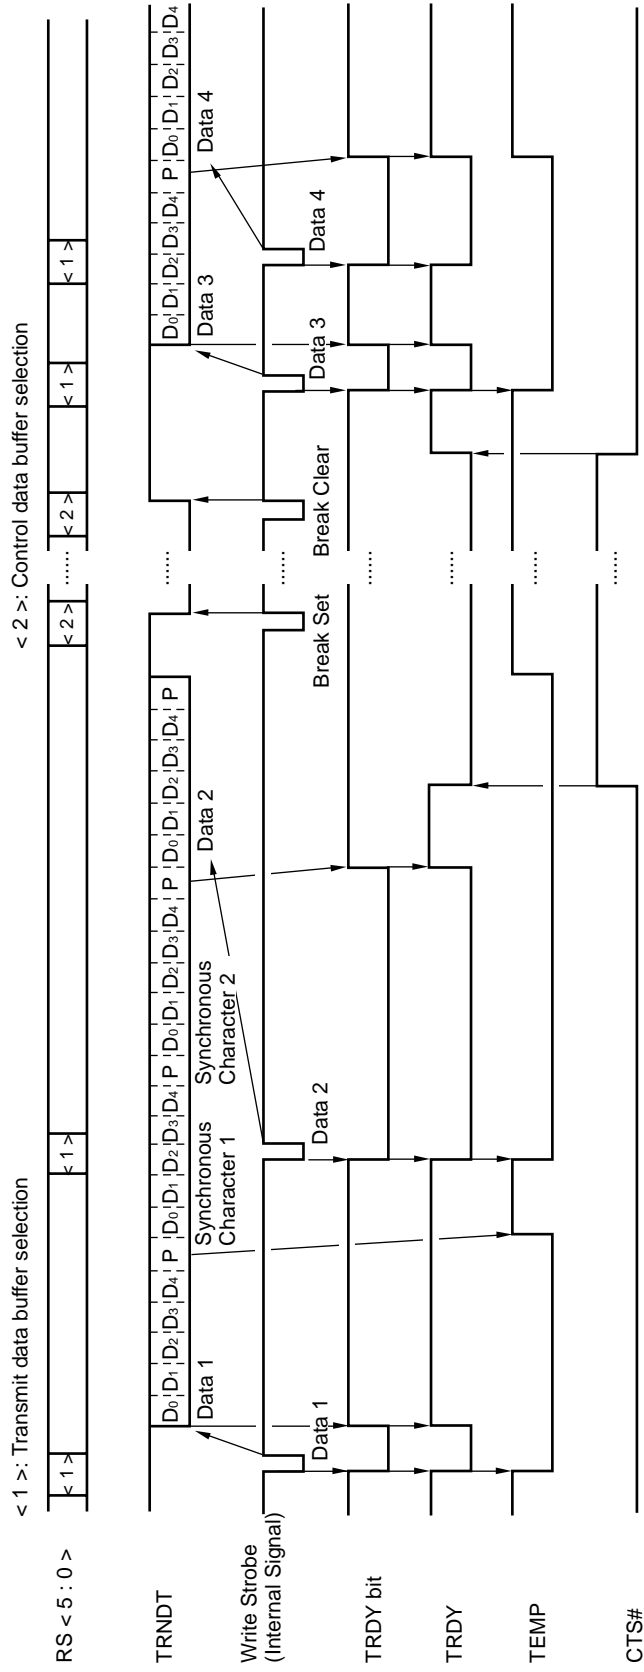 < 1 >: Transmit data buffer selection < 2 >: Control data buffer selection
RS < 5 : 0 > < 1 > < 1 > < 2 > ...... < 2 > < 1 > < 1 >
TRNDT D0 D1 D2 D3 D4 P D0 D1 D2 D3 D4 P D0 D1 D2 D3 D4 P D0 D1 D2 D3 D4 P ...... D0 D1 D2 D3 D4 P D0 D1 D2 D3 D4
Data 1 Synchronous Synchronous Data 2 Data 3 Data 4
Character 1 Character 2
Write Strobe ......
(Internal Signal)
Data 1 Data 2 Break Set Break Clear Data 3 Data 4
TRDY bit ......
TRDY ......
TEMP ......
CTS# ......